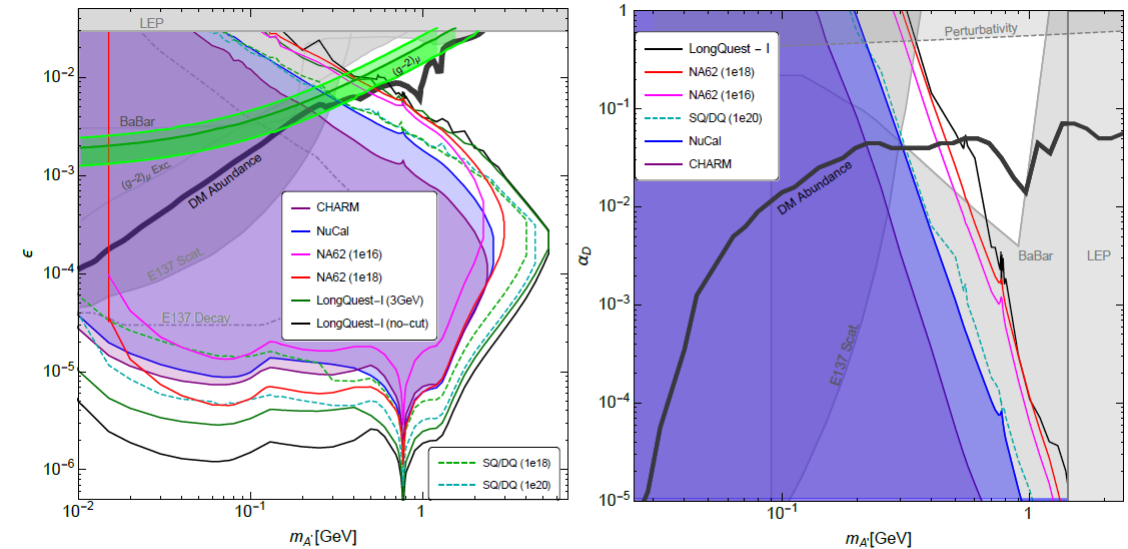 LEP
10⁻²
BaBar
(g-2)μ
(g-2)μ Exc.
10⁻³
DM Abundance
CHARM
NuCal
NA62 (1e16)
NA62 (1e18)
LongQuest-I (3GeV)
LongQuest-I (no-cut)
ϵ
E137 Scat.
10⁻⁴
E137 Decay
10⁻⁵
SQ/DQ (1e18)
SQ/DQ (1e20)
10⁻⁶
10⁻² 10⁻¹ 1
mA'[GeV]
1
Perturbativity
LongQuest - I
NA62 (1e18)
NA62 (1e16)
SQ/DQ (1e20)
NuCal
CHARM
10⁻¹
DM Abundance
10⁻²
αD
BaBar LEP
10⁻³
E137 Scat.
10⁻⁴
10⁻⁵
10⁻¹ 1
mA'[GeV]